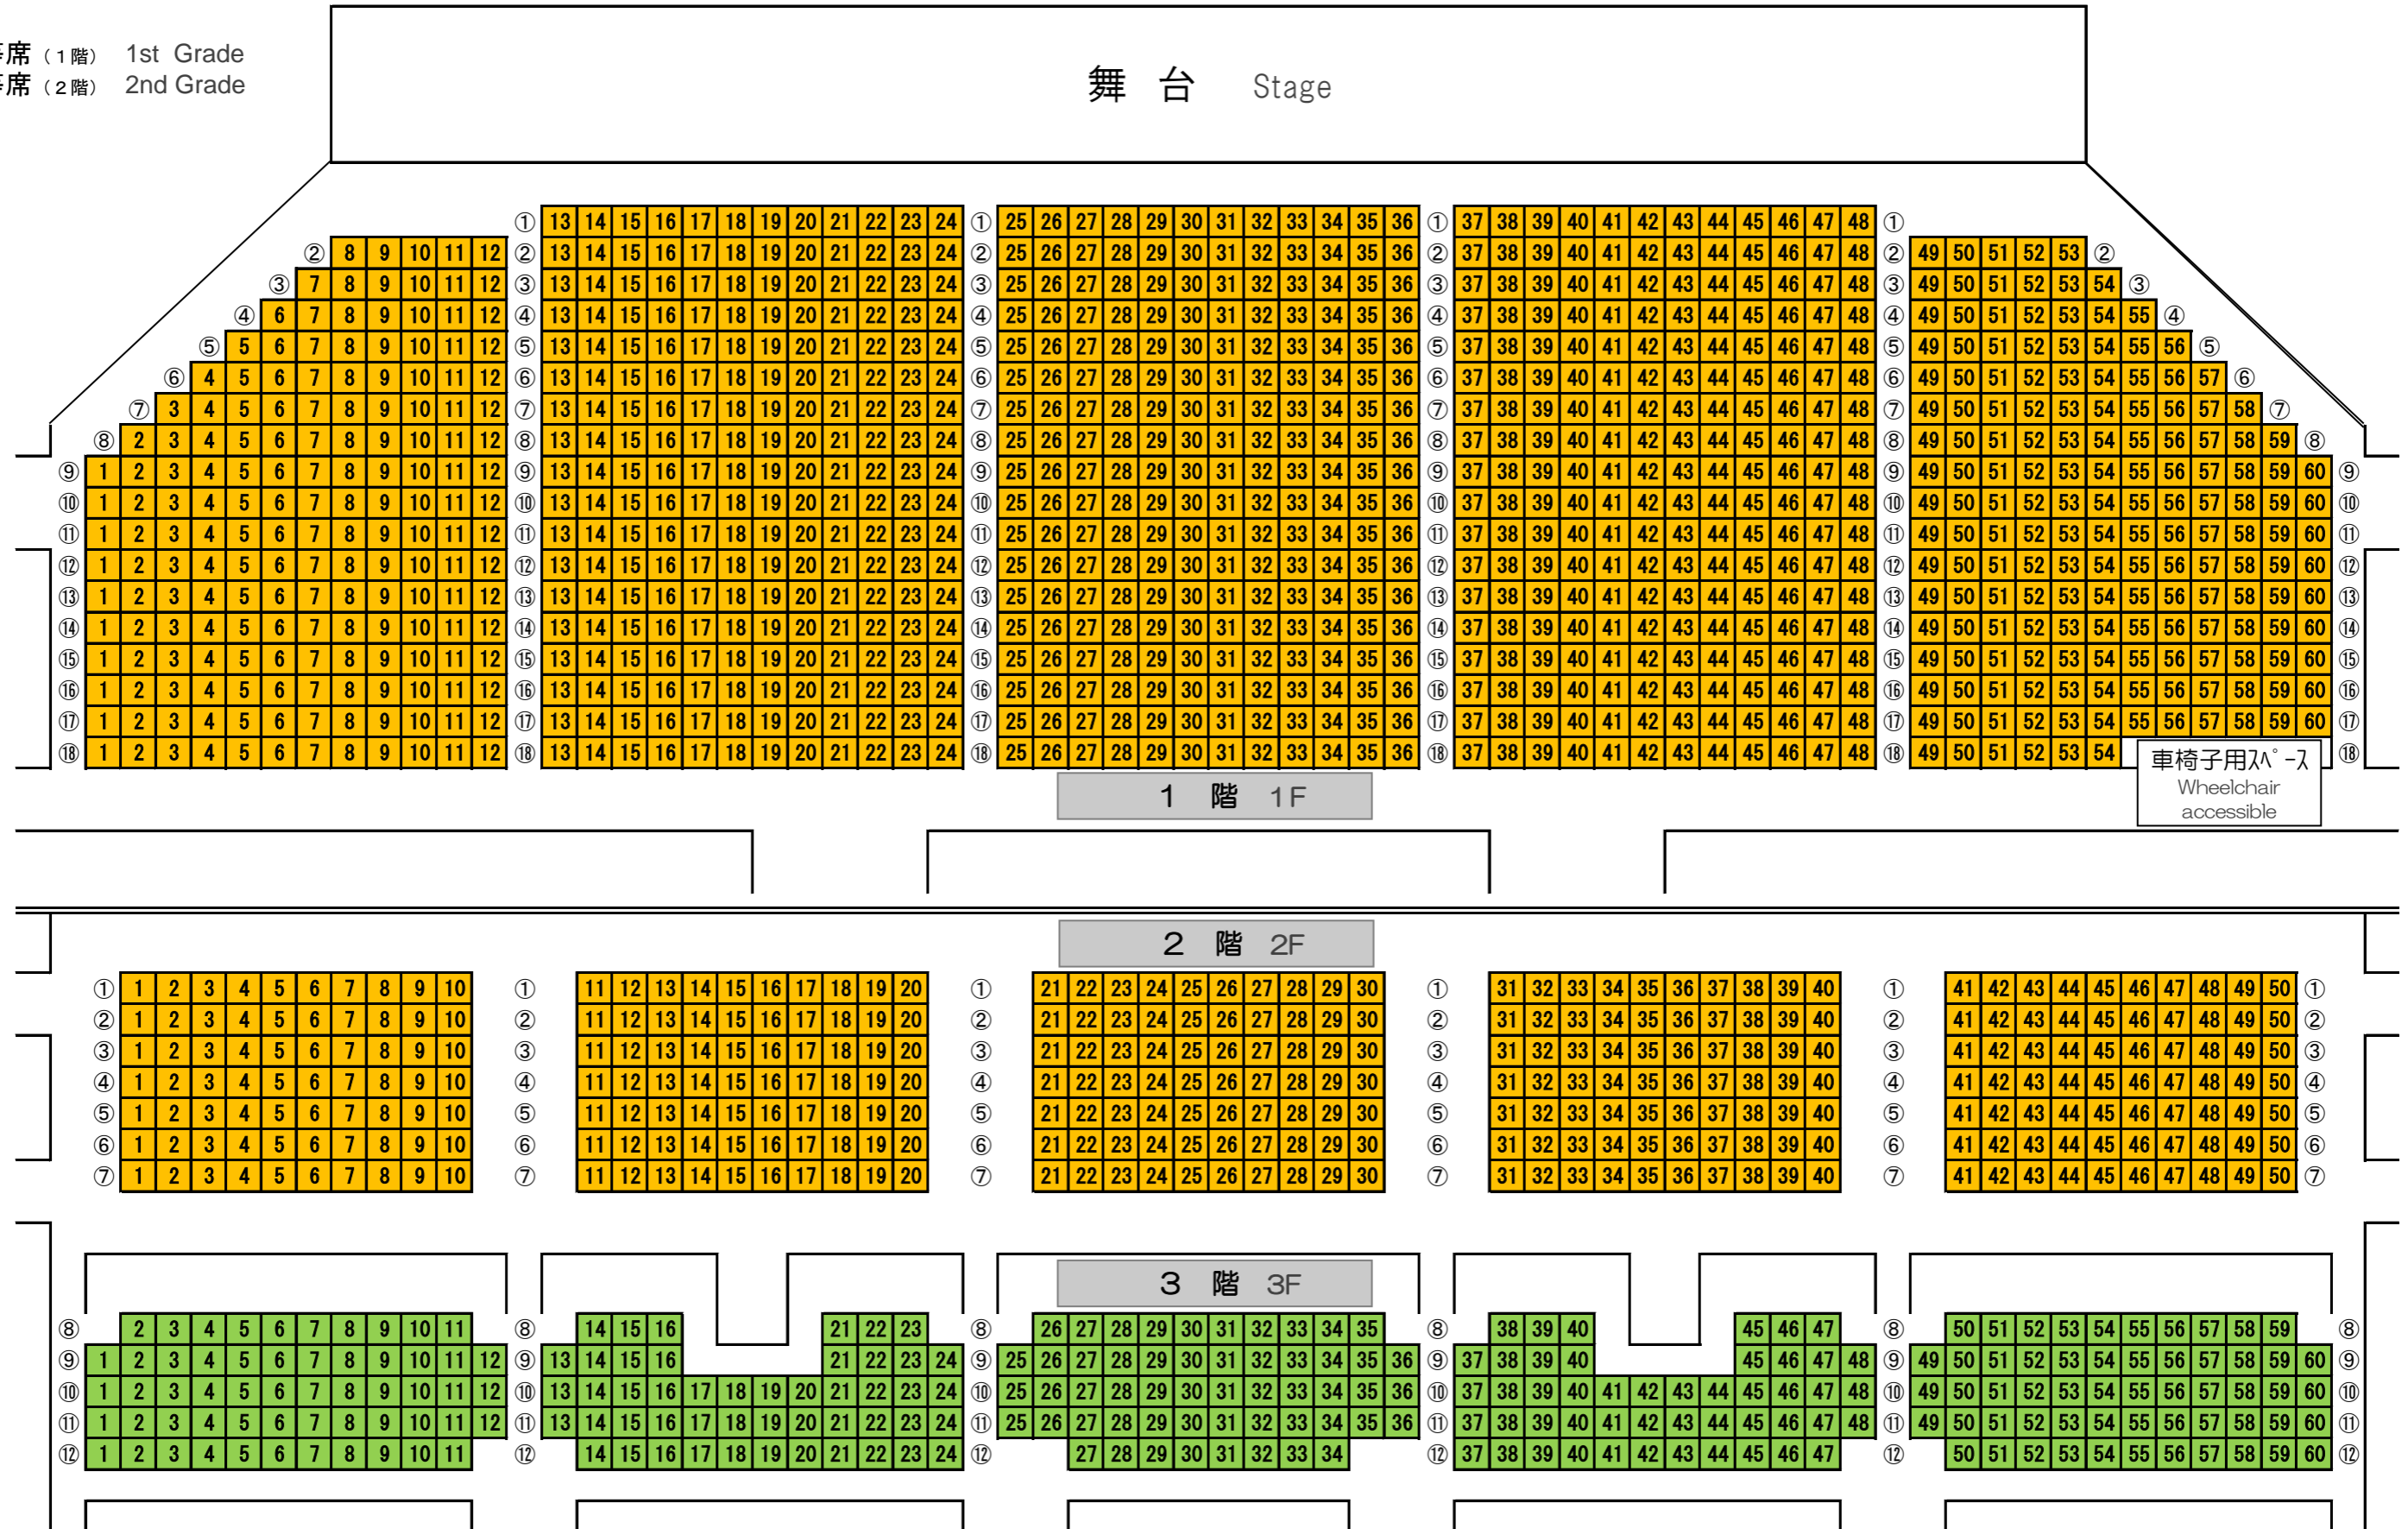 席（1階） 1st Grade
席（2階） 2nd Grade
舞 台 Stage
① 13 14 15 16 17 18 19 20 21 22 23 24 ① 25 26 27 28 29 30 31 32 33 34 35 36 ① 37 38 39 40 41 42 43 44 45 46 47 48 ①
② 8 9 10 11 12 ② 13 14 15 16 17 18 19 20 21 22 23 24 ② 25 26 27 28 29 30 31 32 33 34 35 36 ② 37 38 39 40 41 42 43 44 45 46 47 48 ② 49 50 51 52 53 ②
③ 7 8 9 10 11 12 ③ 13 14 15 16 17 18 19 20 21 22 23 24 ③ 25 26 27 28 29 30 31 32 33 34 35 36 ③ 37 38 39 40 41 42 43 44 45 46 47 48 ③ 49 50 51 52 53 54 ③
④ 6 7 8 9 10 11 12 ④ 13 14 15 16 17 18 19 20 21 22 23 24 ④ 25 26 27 28 29 30 31 32 33 34 35 36 ④ 37 38 39 40 41 42 43 44 45 46 47 48 ④ 49 50 51 52 53 54 55 ④
⑤ 5 6 7 8 9 10 11 12 ⑤ 13 14 15 16 17 18 19 20 21 22 23 24 ⑤ 25 26 27 28 29 30 31 32 33 34 35 36 ⑤ 37 38 39 40 41 42 43 44 45 46 47 48 ⑤ 49 50 51 52 53 54 55 56 ⑤
⑥ 4 5 6 7 8 9 10 11 12 ⑥ 13 14 15 16 17 18 19 20 21 22 23 24 ⑥ 25 26 27 28 29 30 31 32 33 34 35 36 ⑥ 37 38 39 40 41 42 43 44 45 46 47 48 ⑥ 49 50 51 52 53 54 55 56 57 ⑥
⑦ 3 4 5 6 7 8 9 10 11 12 ⑦ 13 14 15 16 17 18 19 20 21 22 23 24 ⑦ 25 26 27 28 29 30 31 32 33 34 35 36 ⑦ 37 38 39 40 41 42 43 44 45 46 47 48 ⑦ 49 50 51 52 53 54 55 56 57 58 ⑦
⑧ 2 3 4 5 6 7 8 9 10 11 12 ⑧ 13 14 15 16 17 18 19 20 21 22 23 24 ⑧ 25 26 27 28 29 30 31 32 33 34 35 36 ⑧ 37 38 39 40 41 42 43 44 45 46 47 48 ⑧ 49 50 51 52 53 54 55 56 57 58 59 ⑧
⑨ 1 2 3 4 5 6 7 8 9 10 11 12 ⑨ 13 14 15 16 17 18 19 20 21 22 23 24 ⑨ 25 26 27 28 29 30 31 32 33 34 35 36 ⑨ 37 38 39 40 41 42 43 44 45 46 47 48 ⑨ 49 50 51 52 53 54 55 56 57 58 59 60 ⑨
⑩ 1 2 3 4 5 6 7 8 9 10 11 12 ⑩ 13 14 15 16 17 18 19 20 21 22 23 24 ⑩ 25 26 27 28 29 30 31 32 33 34 35 36 ⑩ 37 38 39 40 41 42 43 44 45 46 47 48 ⑩ 49 50 51 52 53 54 55 56 57 58 59 60 ⑩
⑪ 1 2 3 4 5 6 7 8 9 10 11 12 ⑪ 13 14 15 16 17 18 19 20 21 22 23 24 ⑪ 25 26 27 28 29 30 31 32 33 34 35 36 ⑪ 37 38 39 40 41 42 43 44 45 46 47 48 ⑪ 49 50 51 52 53 54 55 56 57 58 59 60 ⑪
⑫ 1 2 3 4 5 6 7 8 9 10 11 12 ⑫ 13 14 15 16 17 18 19 20 21 22 23 24 ⑫ 25 26 27 28 29 30 31 32 33 34 35 36 ⑫ 37 38 39 40 41 42 43 44 45 46 47 48 ⑫ 49 50 51 52 53 54 55 56 57 58 59 60 ⑫
⑬ 1 2 3 4 5 6 7 8 9 10 11 12 ⑬ 13 14 15 16 17 18 19 20 21 22 23 24 ⑬ 25 26 27 28 29 30 31 32 33 34 35 36 ⑬ 37 38 39 40 41 42 43 44 45 46 47 48 ⑬ 49 50 51 52 53 54 55 56 57 58 59 60 ⑬
⑭ 1 2 3 4 5 6 7 8 9 10 11 12 ⑭ 13 14 15 16 17 18 19 20 21 22 23 24 ⑭ 25 26 27 28 29 30 31 32 33 34 35 36 ⑭ 37 38 39 40 41 42 43 44 45 46 47 48 ⑭ 49 50 51 52 53 54 55 56 57 58 59 60 ⑭
⑮ 1 2 3 4 5 6 7 8 9 10 11 12 ⑮ 13 14 15 16 17 18 19 20 21 22 23 24 ⑮ 25 26 27 28 29 30 31 32 33 34 35 36 ⑮ 37 38 39 40 41 42 43 44 45 46 47 48 ⑮ 49 50 51 52 53 54 55 56 57 58 59 60 ⑮
⑯ 1 2 3 4 5 6 7 8 9 10 11 12 ⑯ 13 14 15 16 17 18 19 20 21 22 23 24 ⑯ 25 26 27 28 29 30 31 32 33 34 35 36 ⑯ 37 38 39 40 41 42 43 44 45 46 47 48 ⑯ 49 50 51 52 53 54 55 56 57 58 59 60 ⑯
⑰ 1 2 3 4 5 6 7 8 9 10 11 12 ⑰ 13 14 15 16 17 18 19 20 21 22 23 24 ⑰ 25 26 27 28 29 30 31 32 33 34 35 36 ⑰ 37 38 39 40 41 42 43 44 45 46 47 48 ⑰ 49 50 51 52 53 54 55 56 57 58 59 60 ⑰
⑱ 1 2 3 4 5 6 7 8 9 10 11 12 ⑱ 13 14 15 16 17 18 19 20 21 22 23 24 ⑱ 25 26 27 28 29 30 31 32 33 34 35 36 ⑱ 37 38 39 40 41 42 43 44 45 46 47 48 ⑱ 49 50 51 52 53 54 ⑱
車椅子用ｽﾍﾟｰｽ
Wheelchair
accessible
1 階 1F
2 階 2F
① 1 2 3 4 5 6 7 8 9 10 ① 11 12 13 14 15 16 17 18 19 20 ① 21 22 23 24 25 26 27 28 29 30 ① 31 32 33 34 35 36 37 38 39 40 ① 41 42 43 44 45 46 47 48 49 50 ①
② 1 2 3 4 5 6 7 8 9 10 ② 11 12 13 14 15 16 17 18 19 20 ② 21 22 23 24 25 26 27 28 29 30 ② 31 32 33 34 35 36 37 38 39 40 ② 41 42 43 44 45 46 47 48 49 50 ②
③ 1 2 3 4 5 6 7 8 9 10 ③ 11 12 13 14 15 16 17 18 19 20 ③ 21 22 23 24 25 26 27 28 29 30 ③ 31 32 33 34 35 36 37 38 39 40 ③ 41 42 43 44 45 46 47 48 49 50 ③
④ 1 2 3 4 5 6 7 8 9 10 ④ 11 12 13 14 15 16 17 18 19 20 ④ 21 22 23 24 25 26 27 28 29 30 ④ 31 32 33 34 35 36 37 38 39 40 ④ 41 42 43 44 45 46 47 48 49 50 ④
⑤ 1 2 3 4 5 6 7 8 9 10 ⑤ 11 12 13 14 15 16 17 18 19 20 ⑤ 21 22 23 24 25 26 27 28 29 30 ⑤ 31 32 33 34 35 36 37 38 39 40 ⑤ 41 42 43 44 45 46 47 48 49 50 ⑤
⑥ 1 2 3 4 5 6 7 8 9 10 ⑥ 11 12 13 14 15 16 17 18 19 20 ⑥ 21 22 23 24 25 26 27 28 29 30 ⑥ 31 32 33 34 35 36 37 38 39 40 ⑥ 41 42 43 44 45 46 47 48 49 50 ⑥
⑦ 1 2 3 4 5 6 7 8 9 10 ⑦ 11 12 13 14 15 16 17 18 19 20 ⑦ 21 22 23 24 25 26 27 28 29 30 ⑦ 31 32 33 34 35 36 37 38 39 40 ⑦ 41 42 43 44 45 46 47 48 49 50 ⑦
3 階 3F
⑧ 2 3 4 5 6 7 8 9 10 11 ⑧ 14 15 16 21 22 23 ⑧ 26 27 28 29 30 31 32 33 34 35 ⑧ 38 39 40 45 46 47 ⑧ 50 51 52 53 54 55 56 57 58 59 ⑧
⑨ 1 2 3 4 5 6 7 8 9 10 11 12 ⑨ 13 14 15 16 21 22 23 24 ⑨ 25 26 27 28 29 30 31 32 33 34 35 36 ⑨ 37 38 39 40 45 46 47 48 ⑨ 49 50 51 52 53 54 55 56 57 58 59 60 ⑨
⑩ 1 2 3 4 5 6 7 8 9 10 11 12 ⑩ 13 14 15 16 17 18 19 20 21 22 23 24 ⑩ 25 26 27 28 29 30 31 32 33 34 35 36 ⑩ 37 38 39 40 41 42 43 44 45 46 47 48 ⑩ 49 50 51 52 53 54 55 56 57 58 59 60 ⑩
⑪ 1 2 3 4 5 6 7 8 9 10 11 12 ⑪ 13 14 15 16 17 18 19 20 21 22 23 24 ⑪ 25 26 27 28 29 30 31 32 33 34 35 36 ⑪ 37 38 39 40 41 42 43 44 45 46 47 48 ⑪ 49 50 51 52 53 54 55 56 57 58 59 60 ⑪
⑫ 1 2 3 4 5 6 7 8 9 10 11 ⑫ 14 15 16 17 18 19 20 21 22 23 24 ⑫ 27 28 29 30 31 32 33 34 ⑫ 37 38 39 40 41 42 43 44 45 46 47 ⑫ 50 51 52 53 54 55 56 57 58 59 60 ⑫